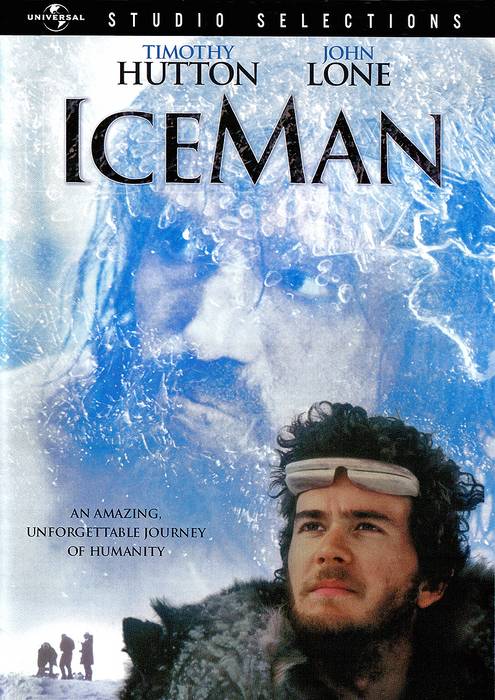 UNIVERSAL
STUDIO SELECTIONS
TIMOTHY JOHN
HUTTON LONE
ICEMAN
AN AMAZING,
UNFORGETTABLE JOURNEY
OF HUMANITY